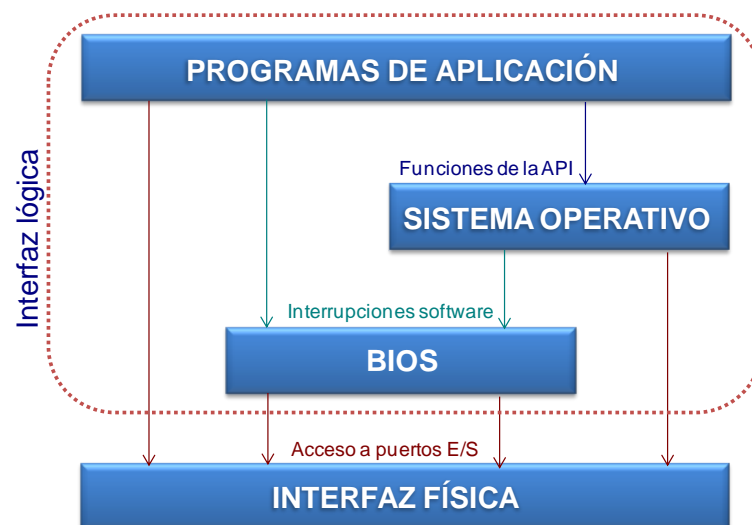 PROGRAMAS DE APLICACIÓN
Interfaz lógica
Funciones de la API
SISTEMA OPERATIVO
Interrupciones software
BIOS
Acceso a puertos E/S
INTERFAZ FÍSICA